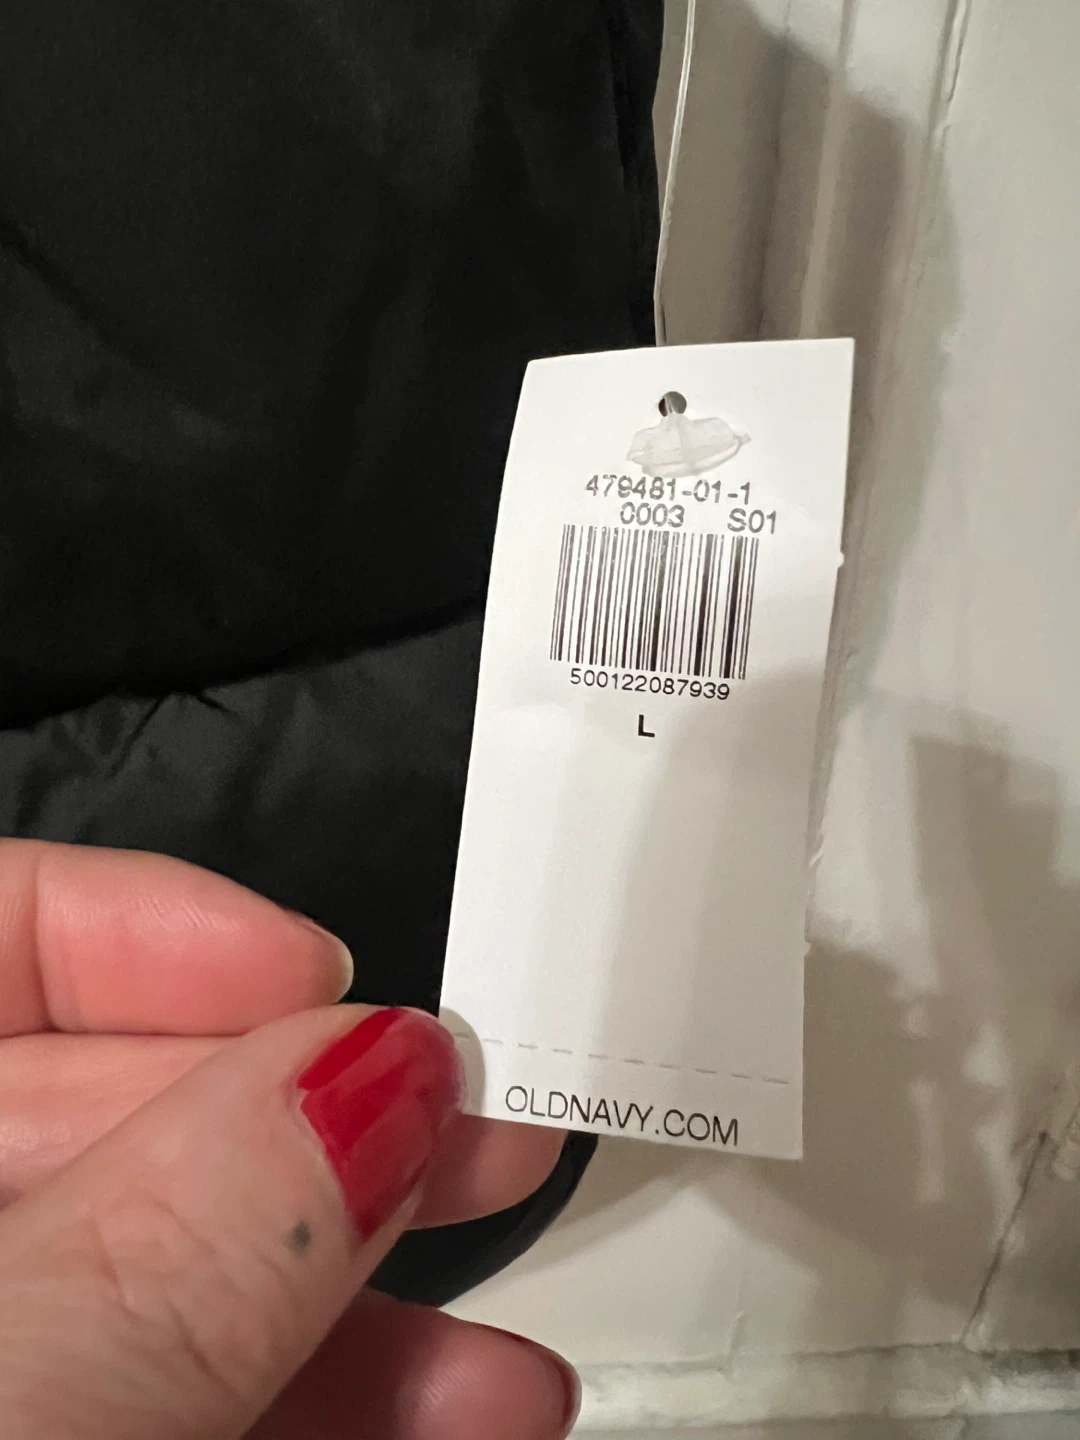 479481-01-1
0003 S01
500122087939
L
OLDNAVY.COM